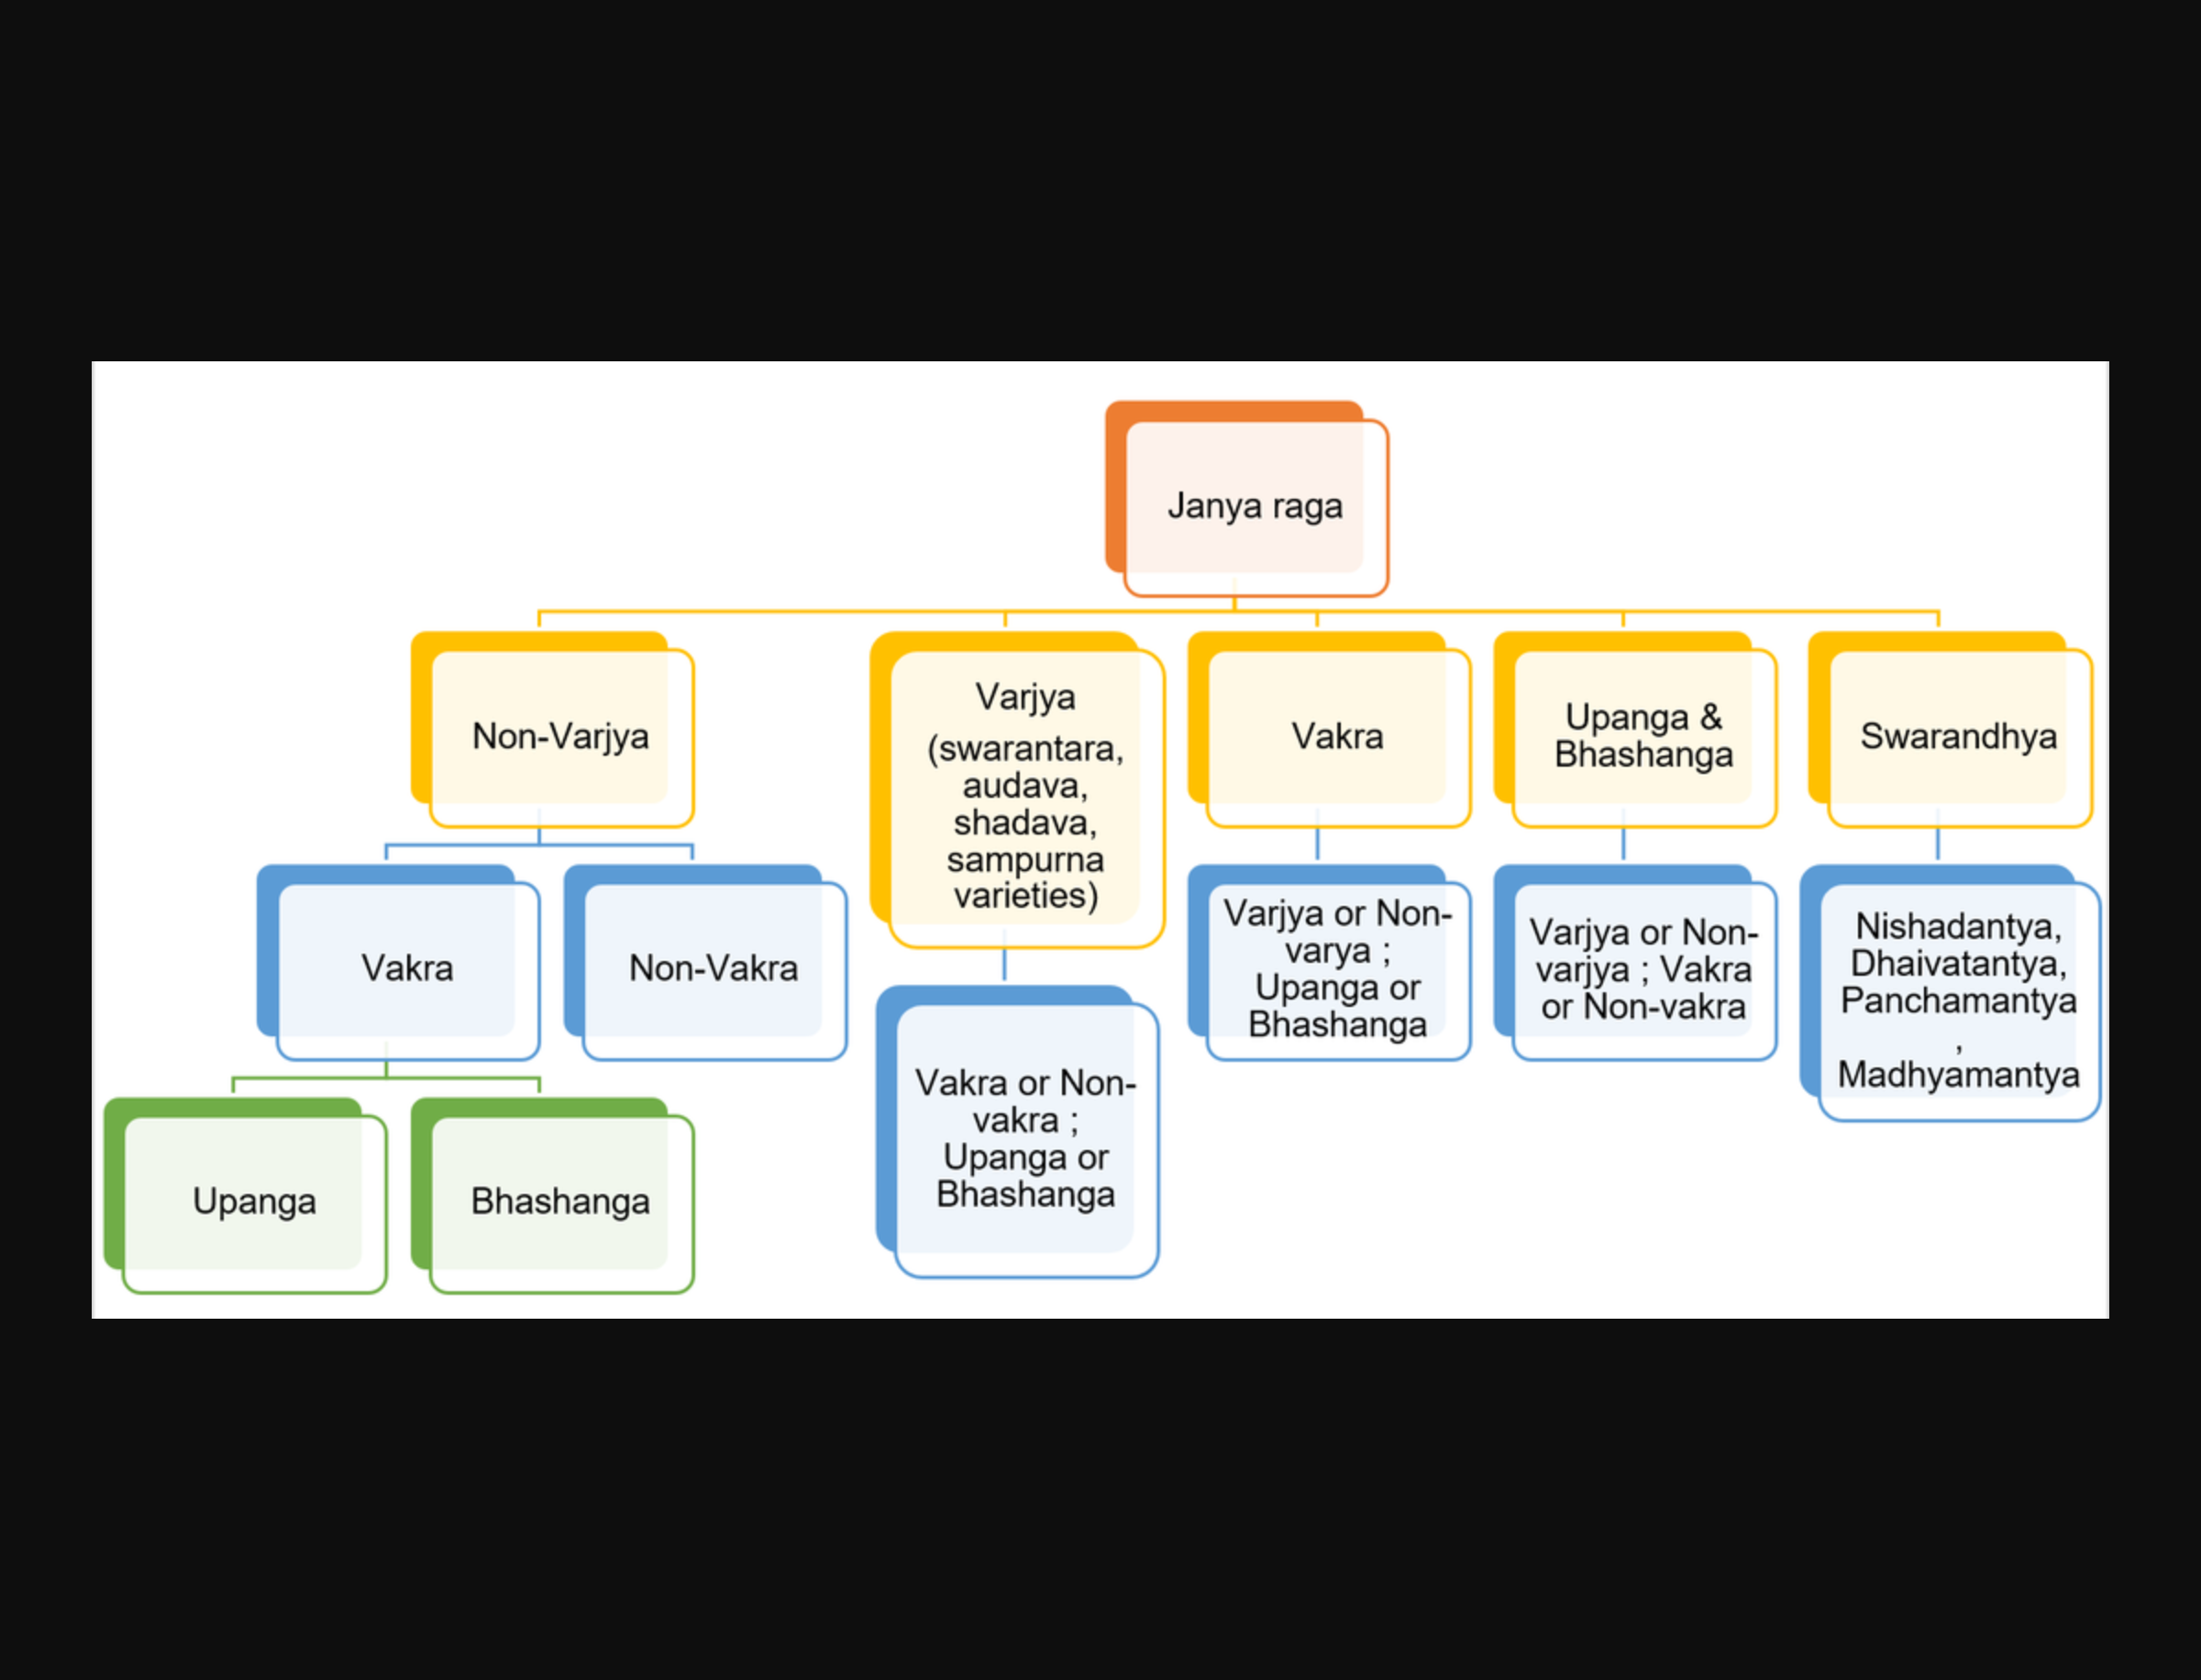 Janya raga
Non-Varjya
Varjya
(swarantara,
audava,
shadava,
sampurna
varieties)
Vakra
Upanga &
Bhashanga
Swarandhya
Vakra
Non-Vakra
Vakra or Non-
vakra ;
Upanga or
Bhashanga
Varjya or Non-
varya ;
Upanga or
Bhashanga
Varjya or Non-
varjya ; Vakra
or Non-vakra
Nishadantya,
Dhaivatantya,
Panchamantya
,
Madhyamantya
Upanga
Bhashanga